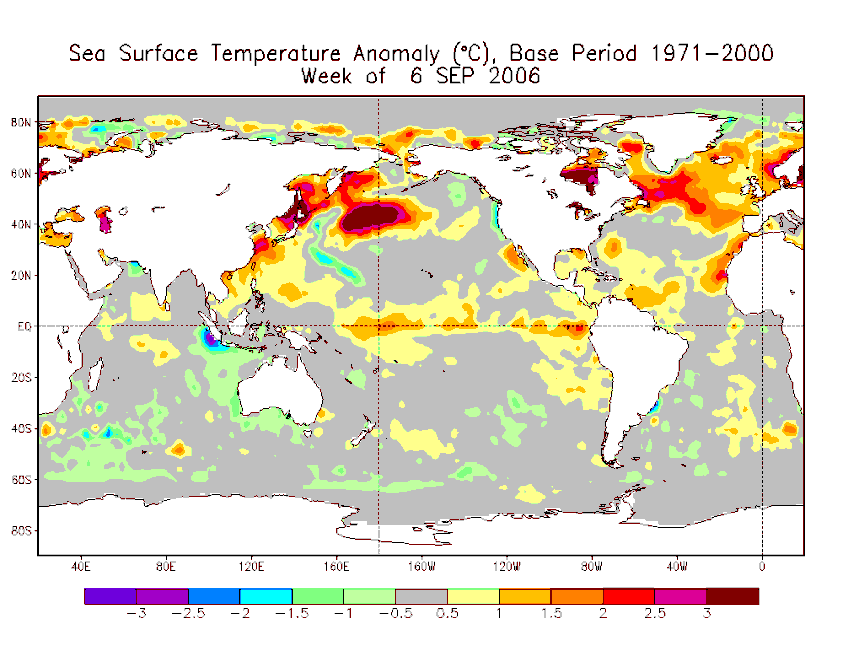 Sea Surface Temperature Anomaly (°C), Base Period 1971−2000
Week of 6 SEP 2006
80N
60N
40N
20N
EQ
20S
40S
60S
80S
40E 80E 120E 160E 160W 120W 80W 40W 0
−3 −2.5 −2 −1.5 −1 −0.5 0.5 1 1.5 2 2.5 3